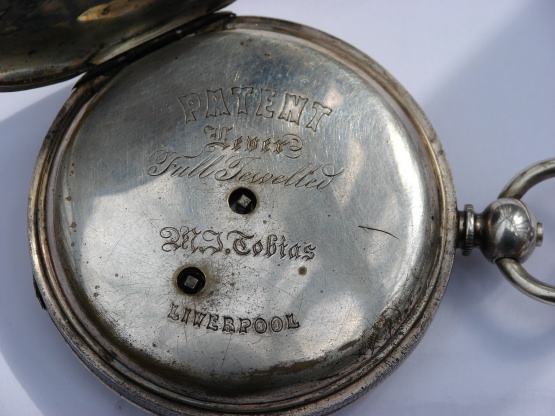 PATENT
Lever
Full Jewelled
M.J. Tobias
LIVERPOOL